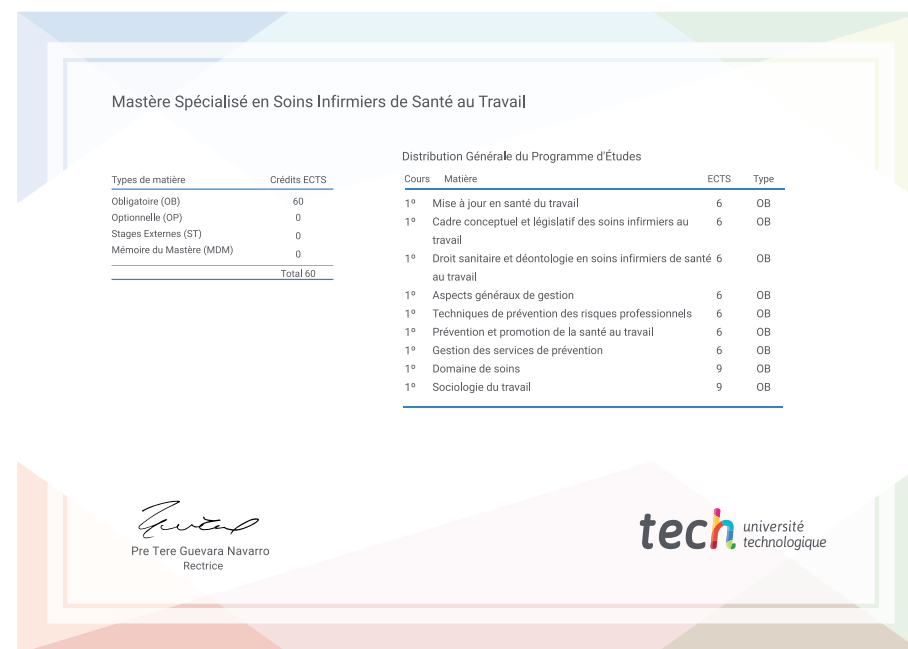 Mastère Spécialisé en Soins Infirmiers de Santé au Travail
Types de matière Crédits ECTS
Obligatoire (OB) 60
Optionnelle (OP) 0
Stages Externes (ST) 0
Mémoire du Mastère (MDM) 0
Total 60
Distribution Générale du Programme d'Études
Cours Matière ECTS Type
1º Mise à jour en santé du travail 6 OB
1º Cadre conceptuel et législatif des soins infirmiers au 6 OB
travail
1º Droit sanitaire et déontologie en soins infirmiers de santé 6 OB
au travail
1º Aspects généraux de gestion 6 OB
1º Techniques de prévention des risques professionnels 6 OB
1º Prévention et promotion de la santé au travail 6 OB
1º Gestion des services de prévention 6 OB
1º Domaine de soins 9 OB
1º Sociologie du travail 9 OB
Pre Tere Guevara Navarro
Rectrice
tech université
technologique